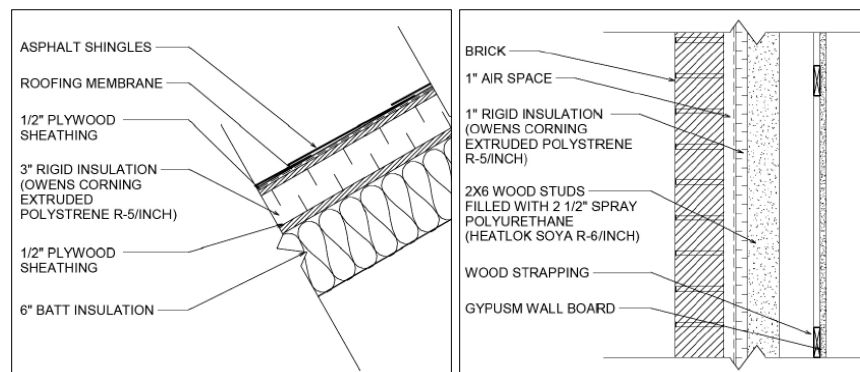 ASPHALT SHINGLES
ROOFING MEMBRANE
1/2" PLYWOOD
SHEATHING
3" RIGID INSULATION
(OWENS CORNING
EXTRUDED
POLYSTRENE R-5/INCH)
1/2" PLYWOOD
SHEATHING
6" BATT INSULATION
BRICK
1" AIR SPACE
1" RIGID INSULATION
(OWENS CORNING
EXTRUDED POLYSTRENE
R-5/INCH)
2X6 WOOD STUDS
FILLED WITH 2 1/2" SPRAY
POLYURETHANE
(HEATLOK SOYA R-6/INCH)
WOOD STRAPPING
GYPUSM WALL BOARD